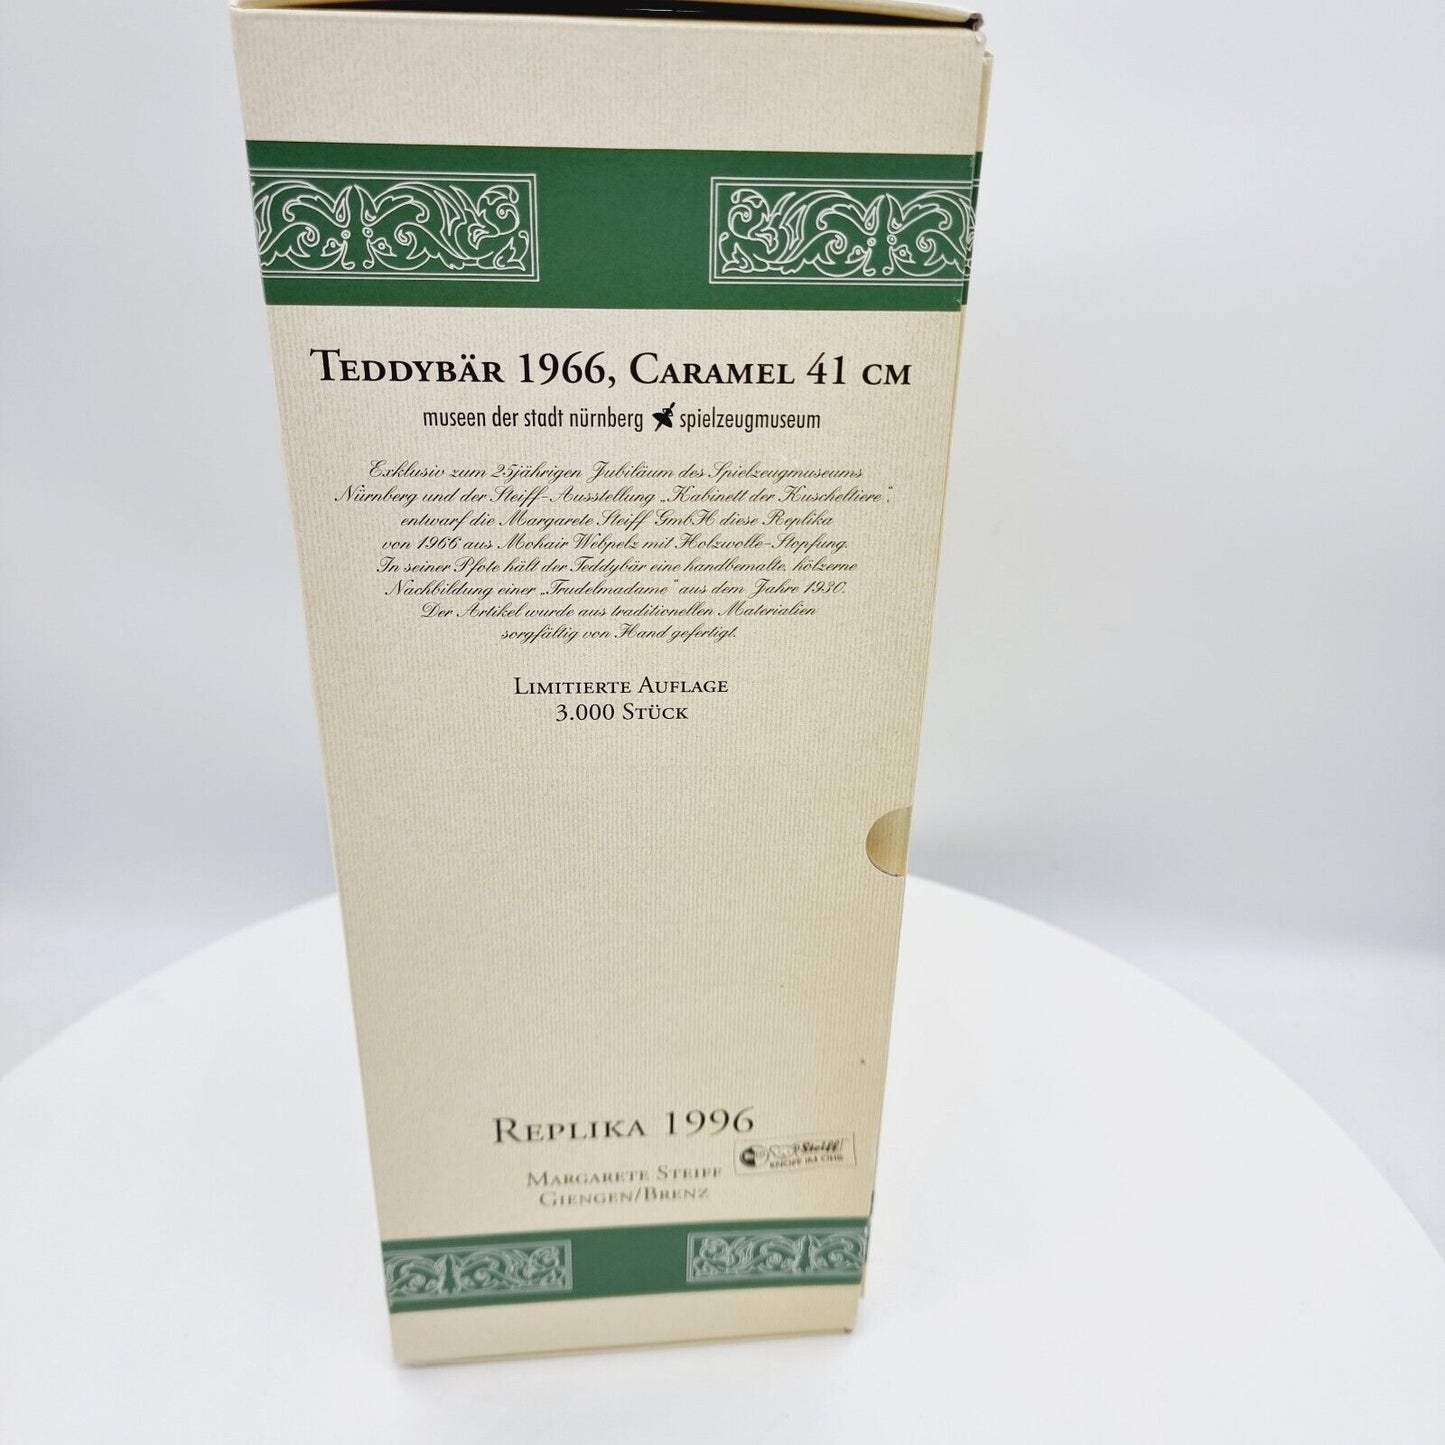 TEDDYBÄR 1966, CARAMEL 41 CM
museen der stadt nürnberg spielzeugmuseum
Exklusiv zum 25jährigen Jubiläum des Spielzeugmuseums
Nürnberg und der Steiff-Ausstellung „Kabinett der Kuscheltiere“,
entwarf die Margarete Steiff GmbH diese Replika
von 1966 aus Mohair Webpelz mit Holzwolle-Stopfung.
In seiner Pfote hält der Teddybär eine handbemalte, hölzerne
Nachbildung einer „Trudelmadame“ aus dem Jahre 1930.
Der Artikel wurde aus traditionellen Materialien
sorgfältig von Hand gefertigt.
LIMITIERTE AUFLAGE
3.000 STÜCK
REPLIKA 1996
Steiff
KNOPF IM OHR
MARGARETE STEIFF
GIENGEN/BRENZ